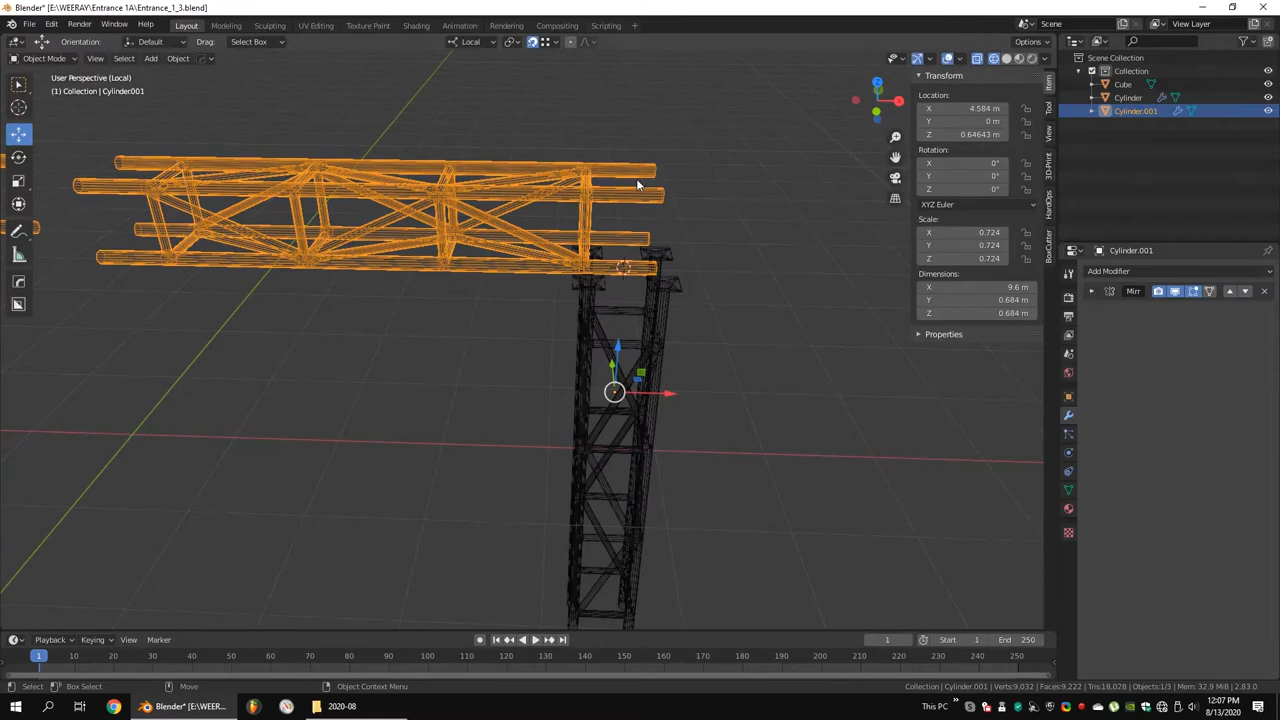 Blender* [E:\WEERAY\Entrance 1A\Entrance_1_3.blend]
File Edit Render Window Help Layout Modeling Sculpting UV Editing Texture Paint Shading Animation Rendering Compositing Scripting + Scene View Layer
Orientation: Default Drag: Select Box Local Options
Object Mode View Select Add Object
User Perspective (Local)
(1) Collection | Cylinder.001
Transform
Location:
X 4.584 m
Y 0 m
Z 0.64643 m
Rotation:
X 0°
Y 0°
Z 0°
XYZ Euler
Scale:
X 0.724
Y 0.724
Z 0.724
Dimensions:
X 9.6 m
Y 0.684 m
Z 0.684 m
Properties
Item
Tool
View
3D-Print
HardOps
BoxCutter
Z
X
Scene Collection
Collection
Cube
Cylinder
Cylinder.001
Cylinder.001
Add Modifier
Mirr
Playback Keying View Marker 1 Start 1 End 250
1 10 20 30 40 50 60 70 80 90 100 110 120 130 140 150 160 170 180 190 200 210 220 230 240 250
Select Box Select Move Object Context Menu Collection | Cylinder.001 | Verts:9,032 | Faces:9,222 | Tris:18,028 | Objects:1/3 | Mem: 32.9 MiB | 2.83.0
Blender* [E:\WEER... 2020-08 This PC 12:07 PM
8/13/2020